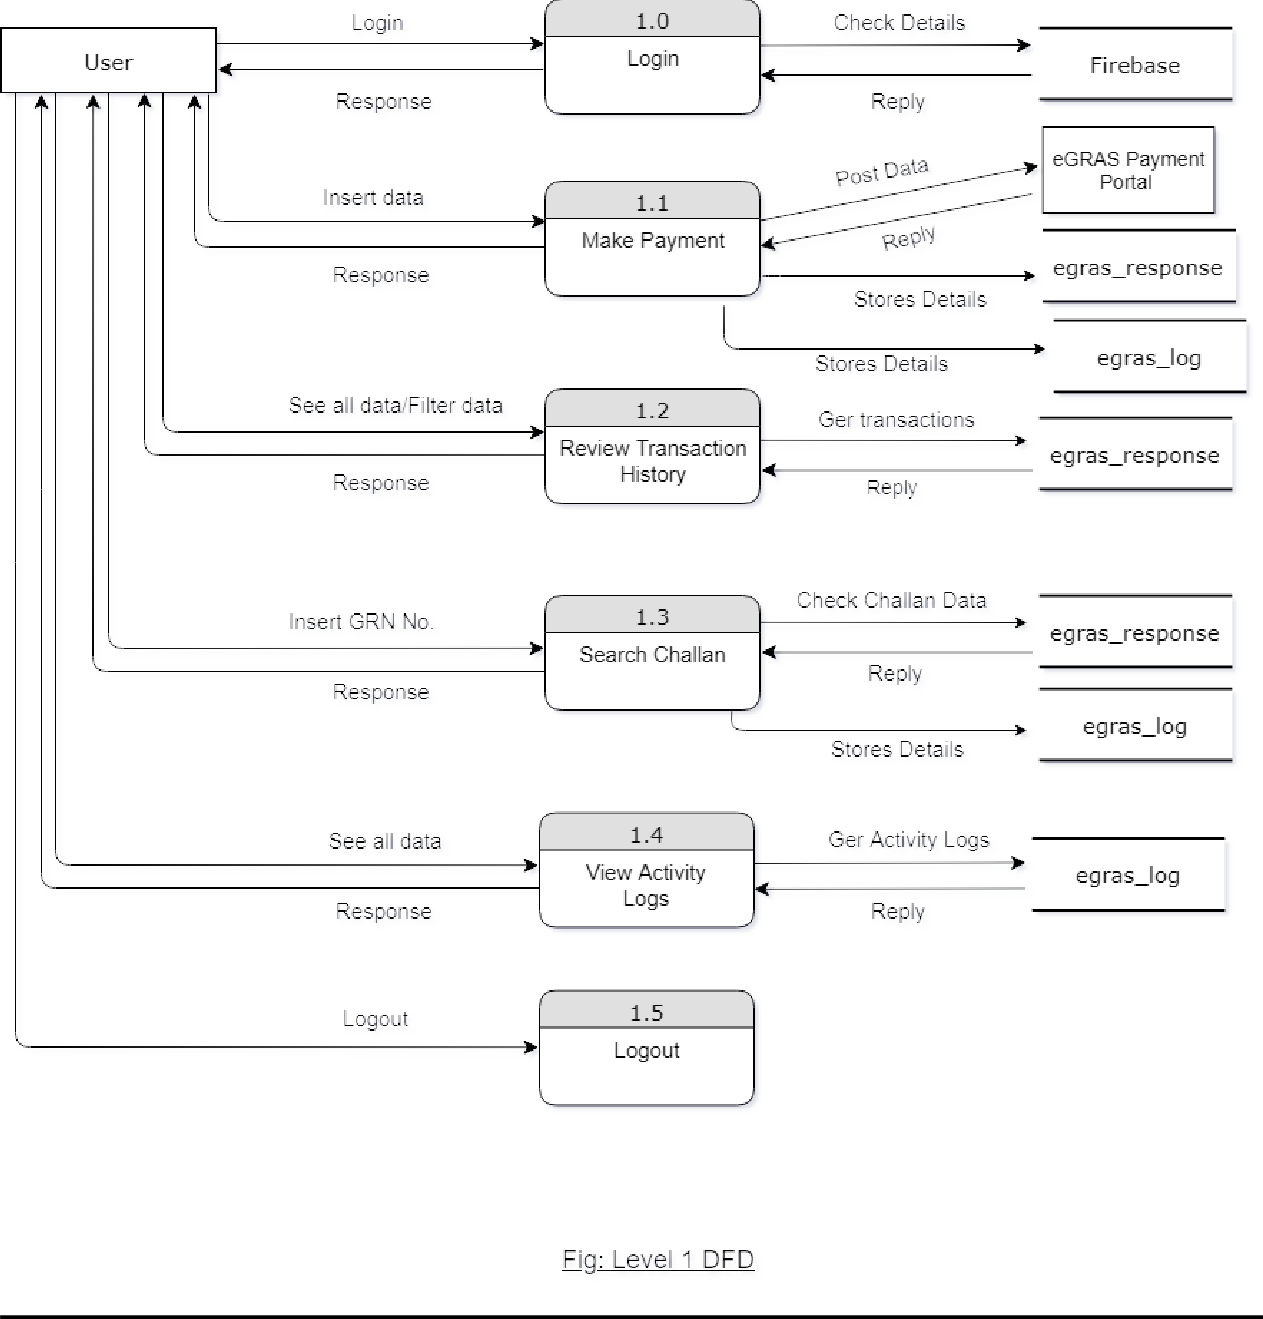 Login
1.0
Check Details
User
Login
Firebase
Response
Reply
Insert data
1.1
Post Data
eGRAS Payment
Portal
Make Payment
Reply
Response
egras_response
Stores Details
Stores Details
egras_log
See all data/Filter data
1.2
Ger transactions
Review Transaction
History
egras_response
Response
Reply
Insert GRN No.
1.3
Check Challan Data
Search Challan
egras_response
Response
Reply
egras_log
Stores Details
See all data
1.4
Ger Activity Logs
View Activity
Logs
egras_log
Response
Reply
Logout
1.5
Logout
Fig: Level 1 DFD